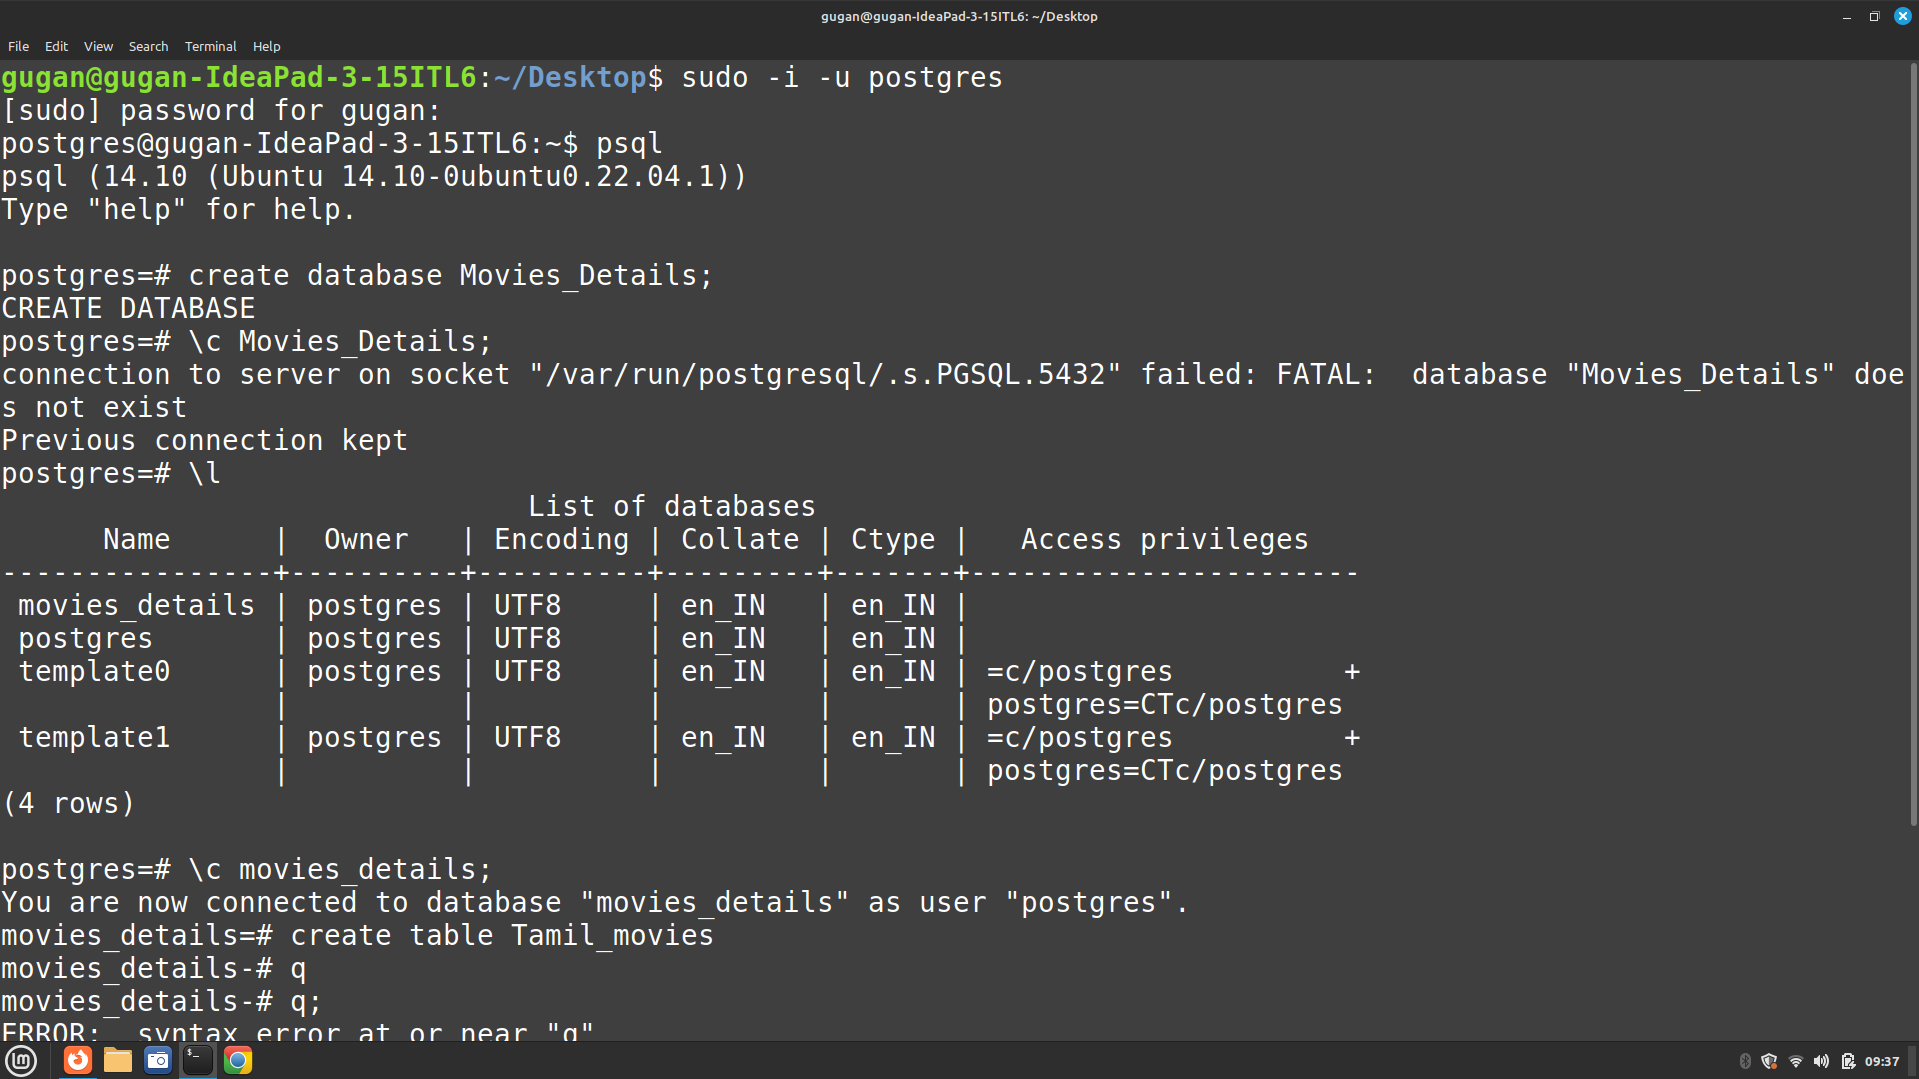 gugan@gugan-IdeaPad-3-15ITL6: ~/Desktop
File Edit View Search Terminal Help
gugan@gugan-IdeaPad-3-15ITL6:~/Desktop$ sudo -i -u postgres
[sudo] password for gugan:
postgres@gugan-IdeaPad-3-15ITL6:~$ psql
psql (14.10 (Ubuntu 14.10-0ubuntu0.22.04.1))
Type "help" for help.

postgres=# create database Movies_Details;
CREATE DATABASE
postgres=# \c Movies_Details;
connection to server on socket "/var/run/postgresql/.s.PGSQL.5432" failed: FATAL:  database "Movies_Details" doe
s not exist
Previous connection kept
postgres=# \l
                               List of databases
      Name      |  Owner   | Encoding | Collate | Ctype |   Access privileges
----------------+----------+----------+---------+-------+-----------------------
 movies_details | postgres | UTF8     | en_IN   | en_IN |
 postgres       | postgres | UTF8     | en_IN   | en_IN |
 template0      | postgres | UTF8     | en_IN   | en_IN | =c/postgres          +
                |          |          |         |       | postgres=CTc/postgres
 template1      | postgres | UTF8     | en_IN   | en_IN | =c/postgres          +
                |          |          |         |       | postgres=CTc/postgres
(4 rows)

postgres=# \c movies_details;
You are now connected to database "movies_details" as user "postgres".
movies_details=# create table Tamil_movies
movies_details-# q
movies_details-# q;
ERROR:  syntax error at or near "q"
09:37